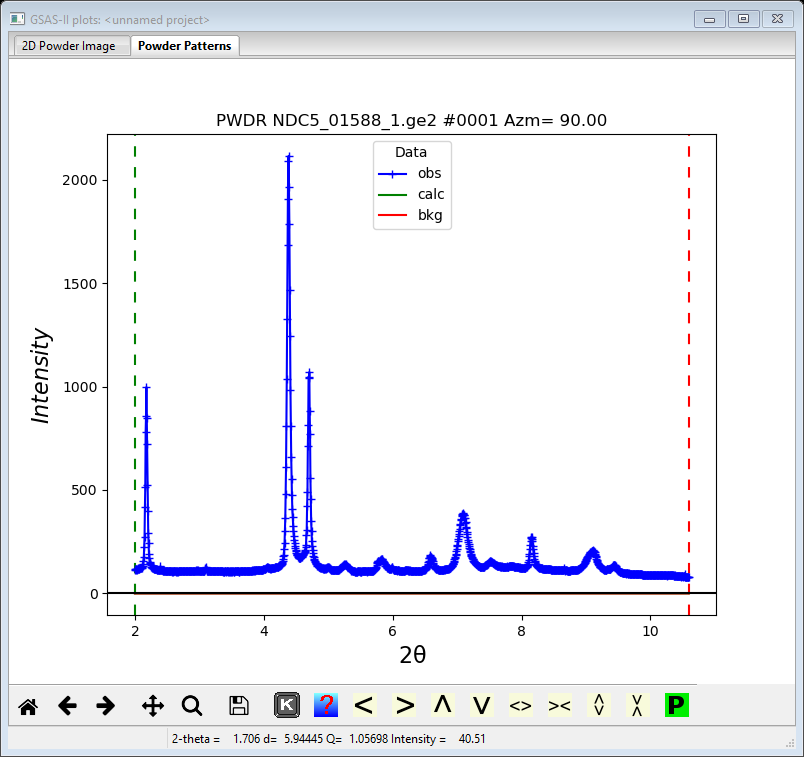 GSAS-II plots: <unnamed project>
2D Powder Image
Powder Patterns
PWDR NDC5_01588_1.ge2 #0001 Azm= 90.00
Data
obs
calc
bkg
Intensity
2000
1500
1000
500
0
2 4 6 8 10
2θ
K ? < > Λ V <> >< P
2-theta = 1.706 d= 5.94445 Q= 1.05698 Intensity = 40.51